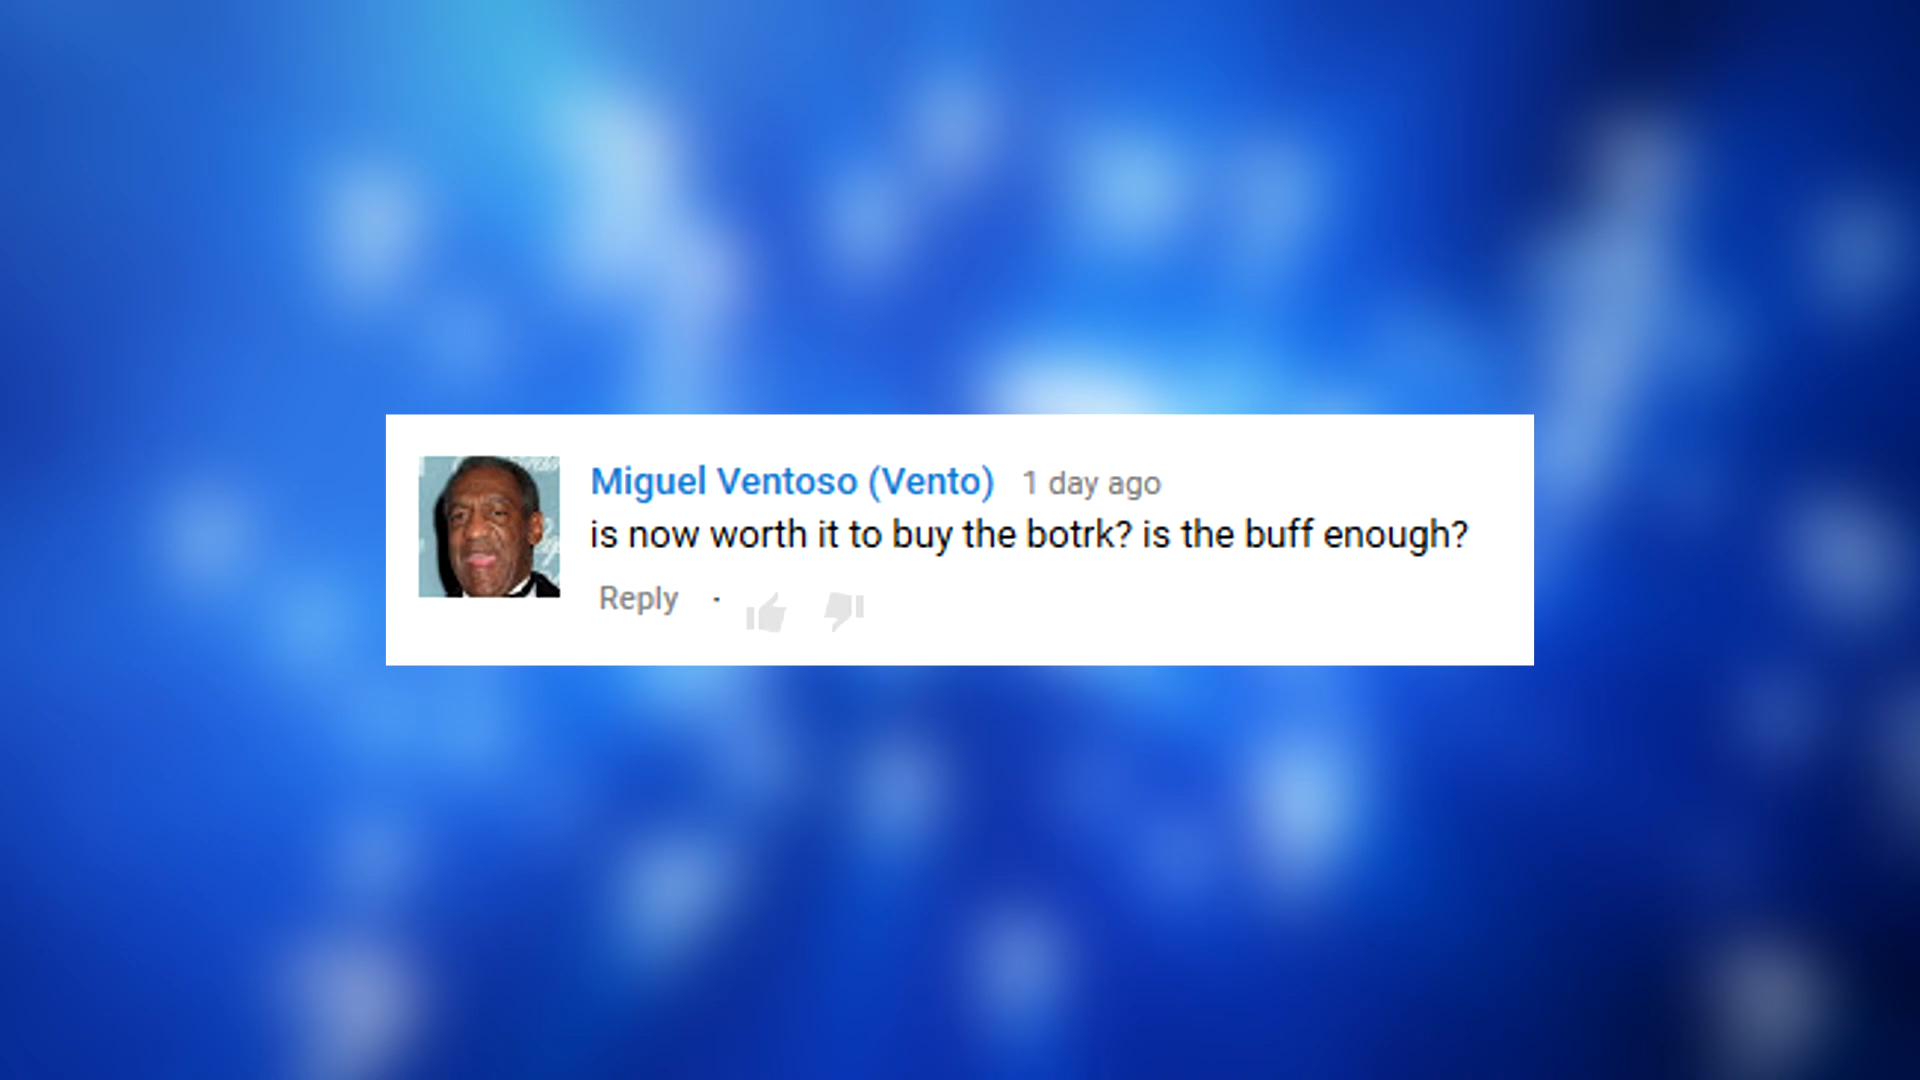 Miguel Ventoso (Vento) 1 day ago
is now worth it to buy the botrk? is the buff enough?
Reply ·